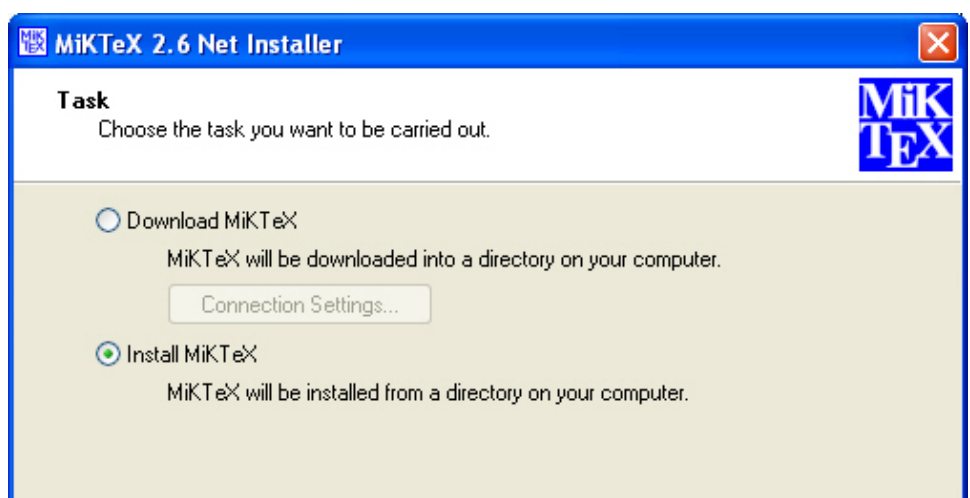 MiKTeX 2.6 Net Installer
Task
Choose the task you want to be carried out.
MiK
TEX
Download MiKTeX
MiKTeX will be downloaded into a directory on your computer.
Connection Settings...
Install MiKTeX
MiKTeX will be installed from a directory on your computer.